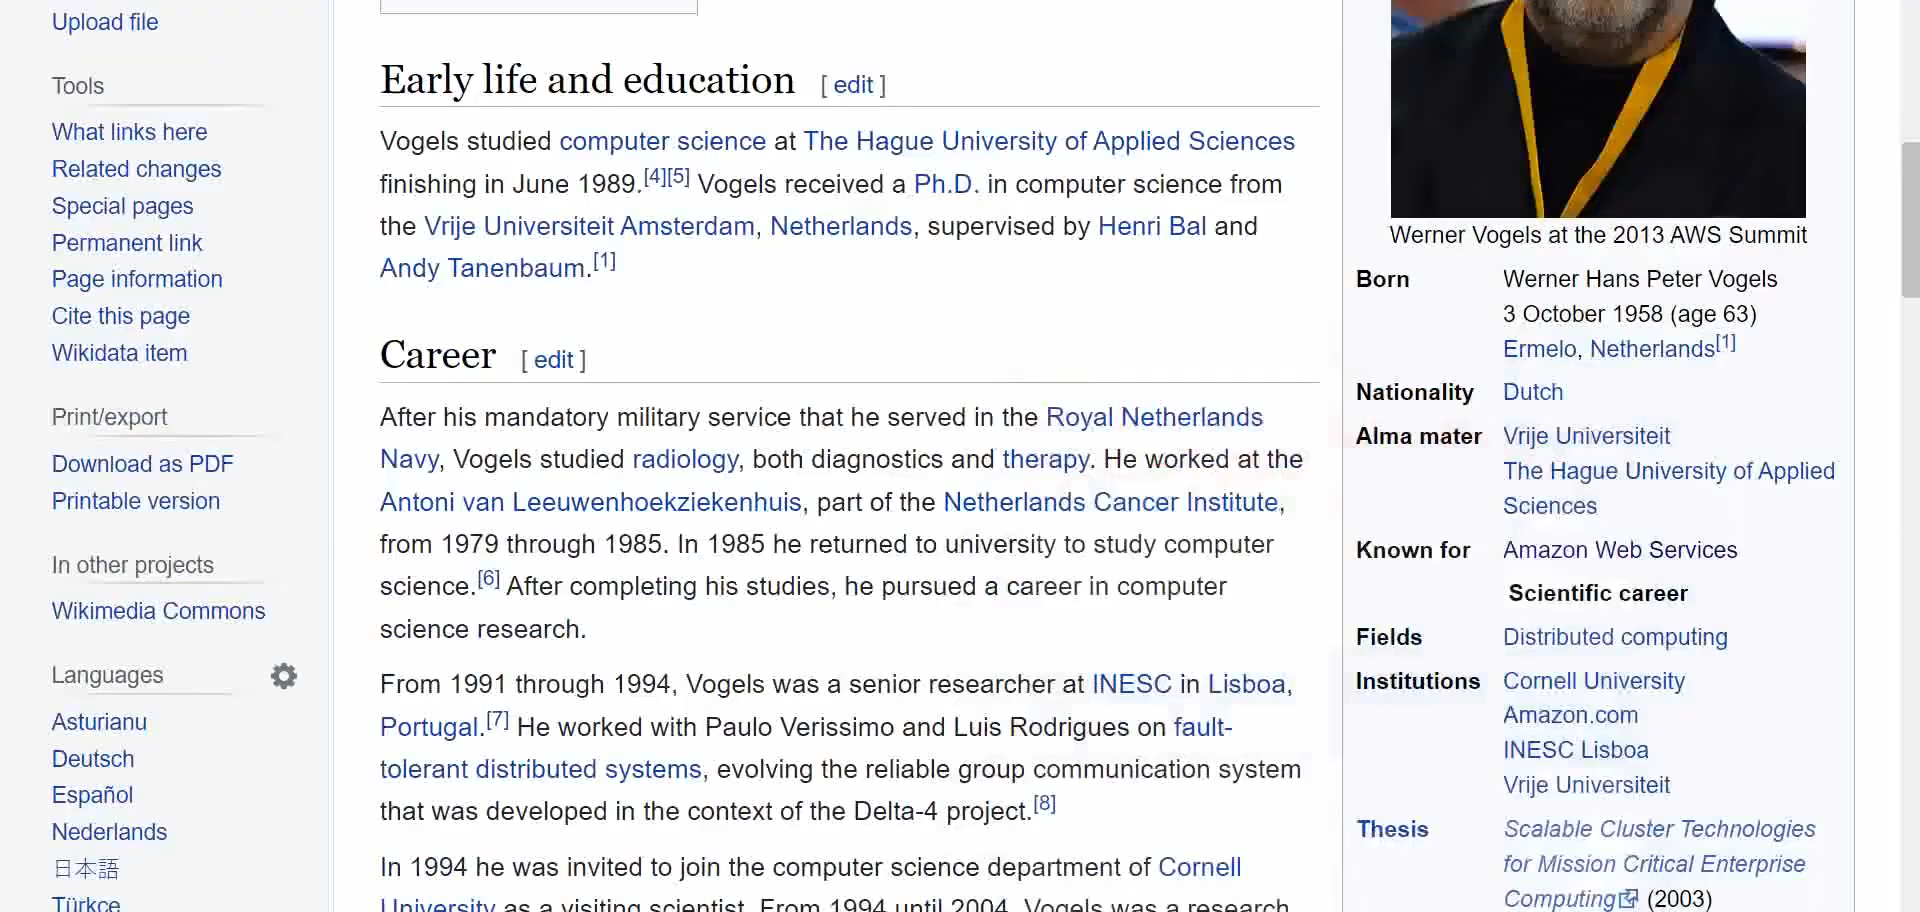 Upload file
Tools
What links here
Related changes
Special pages
Permanent link
Page information
Cite this page
Wikidata item
Print/export
Download as PDF
Printable version
In other projects
Wikimedia Commons
Languages
Asturianu
Deutsch
Español
Nederlands
日本語
Türkçe
Early life and education [ edit ]
Vogels studied computer science at The Hague University of Applied Sciences
finishing in June 1989.[4][5] Vogels received a Ph.D. in computer science from
the Vrije Universiteit Amsterdam, Netherlands, supervised by Henri Bal and
Andy Tanenbaum.[1]
Career [ edit ]
After his mandatory military service that he served in the Royal Netherlands
Navy, Vogels studied radiology, both diagnostics and therapy. He worked at the
Antoni van Leeuwenhoekziekenhuis, part of the Netherlands Cancer Institute,
from 1979 through 1985. In 1985 he returned to university to study computer
science.[6] After completing his studies, he pursued a career in computer
science research.
From 1991 through 1994, Vogels was a senior researcher at INESC in Lisboa,
Portugal.[7] He worked with Paulo Verissimo and Luis Rodrigues on fault-
tolerant distributed systems, evolving the reliable group communication system
that was developed in the context of the Delta-4 project.[8]
In 1994 he was invited to join the computer science department of Cornell
University as a visiting scientist. From 1994 until 2004, Vogels was a research
Werner Vogels at the 2013 AWS Summit
Born Werner Hans Peter Vogels
3 October 1958 (age 63)
Ermelo, Netherlands[1]
Nationality Dutch
Alma mater Vrije Universiteit
The Hague University of Applied
Sciences
Known for Amazon Web Services
Scientific career
Fields Distributed computing
Institutions Cornell University
Amazon.com
INESC Lisboa
Vrije Universiteit
Thesis Scalable Cluster Technologies
for Mission Critical Enterprise
Computing (2003)